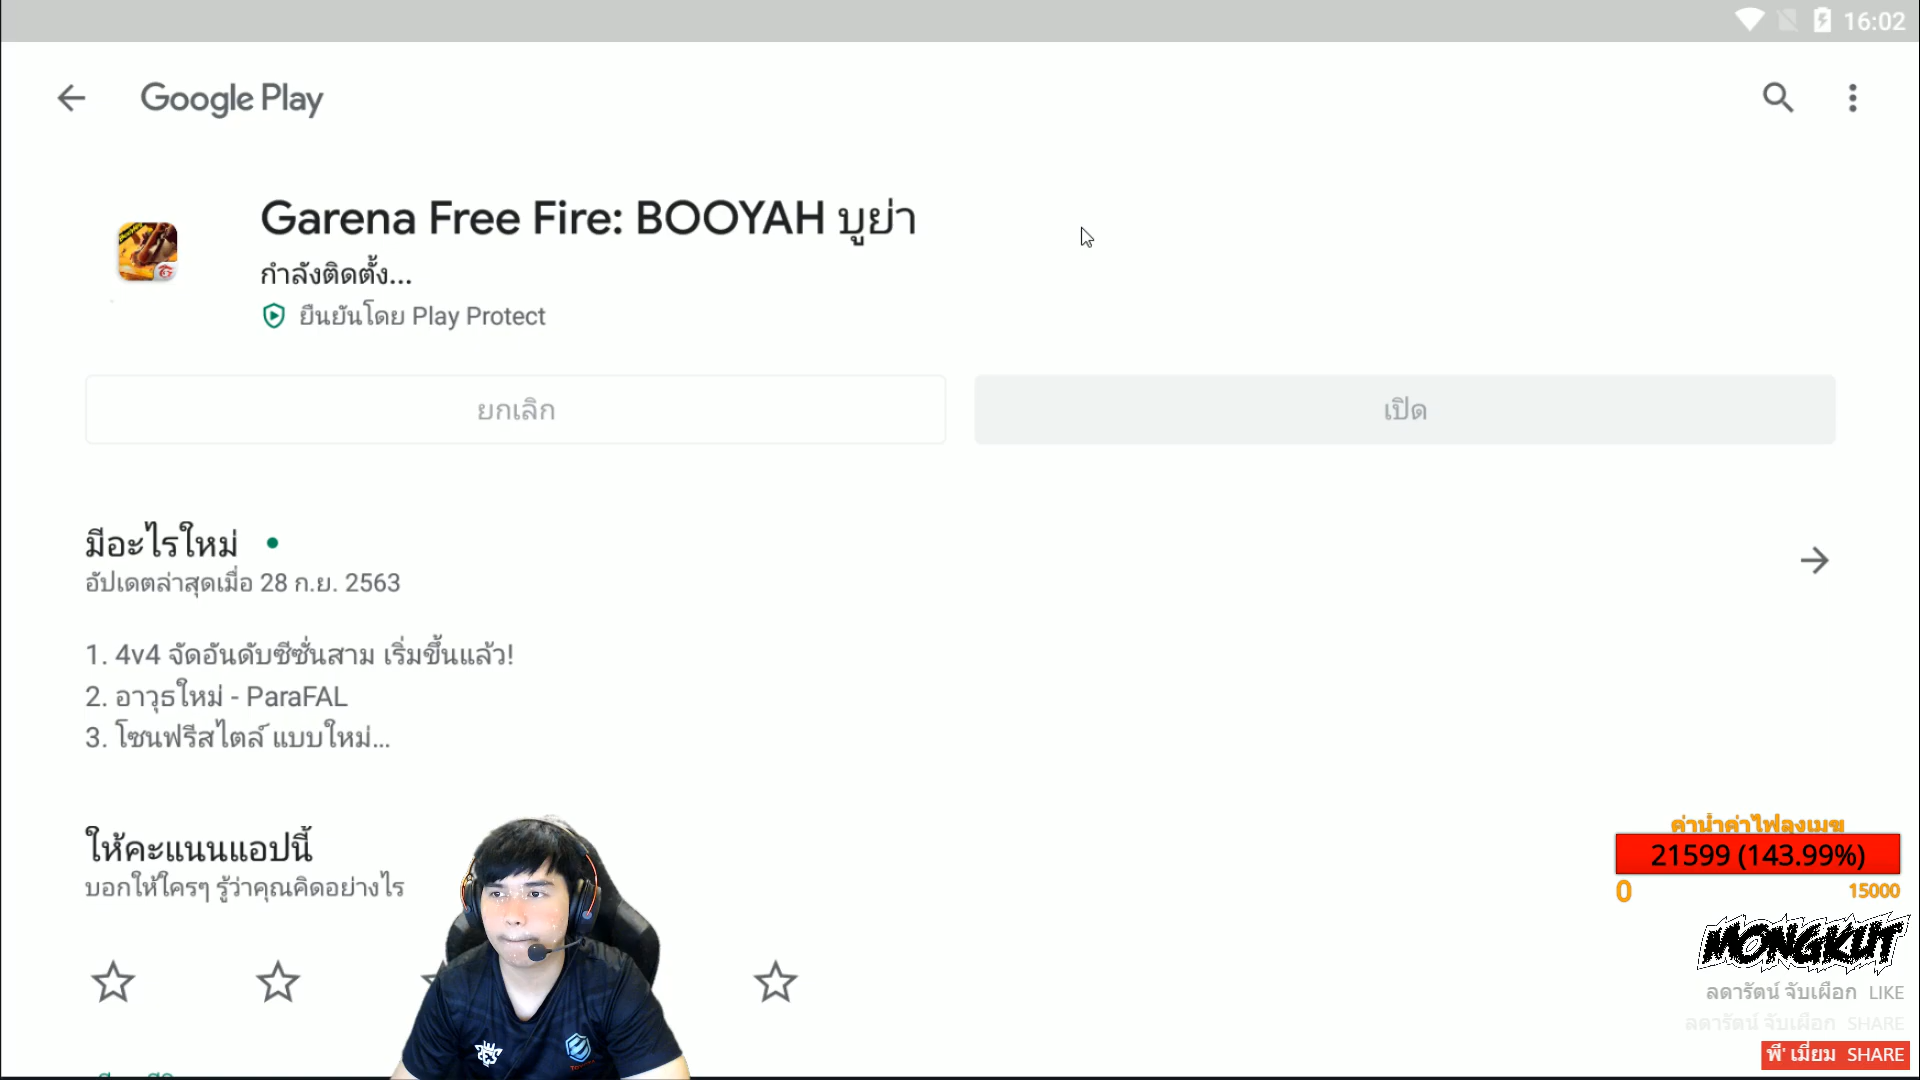 16:02
Google Play
Garena Free Fire: BOOYAH บูย่า
กำลังติดตั้ง...
ยืนยันโดย Play Protect
ยกเลิก
เปิด
มีอะไรใหม่
อัปเดตล่าสุดเมื่อ 28 ก.ย. 2563
1. 4v4 จัดอันดับซีซั่นสาม เริ่มขึ้นแล้ว!
2. อาวุธใหม่ - ParaFAL
3. โซนฟรีสไตล์ แบบใหม่...
ให้คะแนนแอปนี้
บอกให้ใครๆ รู้ว่าคุณคิดอย่างไร
ค่าน้ำค่าไฟลุงเมฆ
21599 (143.99%)
0
15000
MONGKUT
ลดารัตน์ จับเผือก LIKE
ลดารัตน์ จับเผือก SHARE
พี' เมี่ยม SHARE